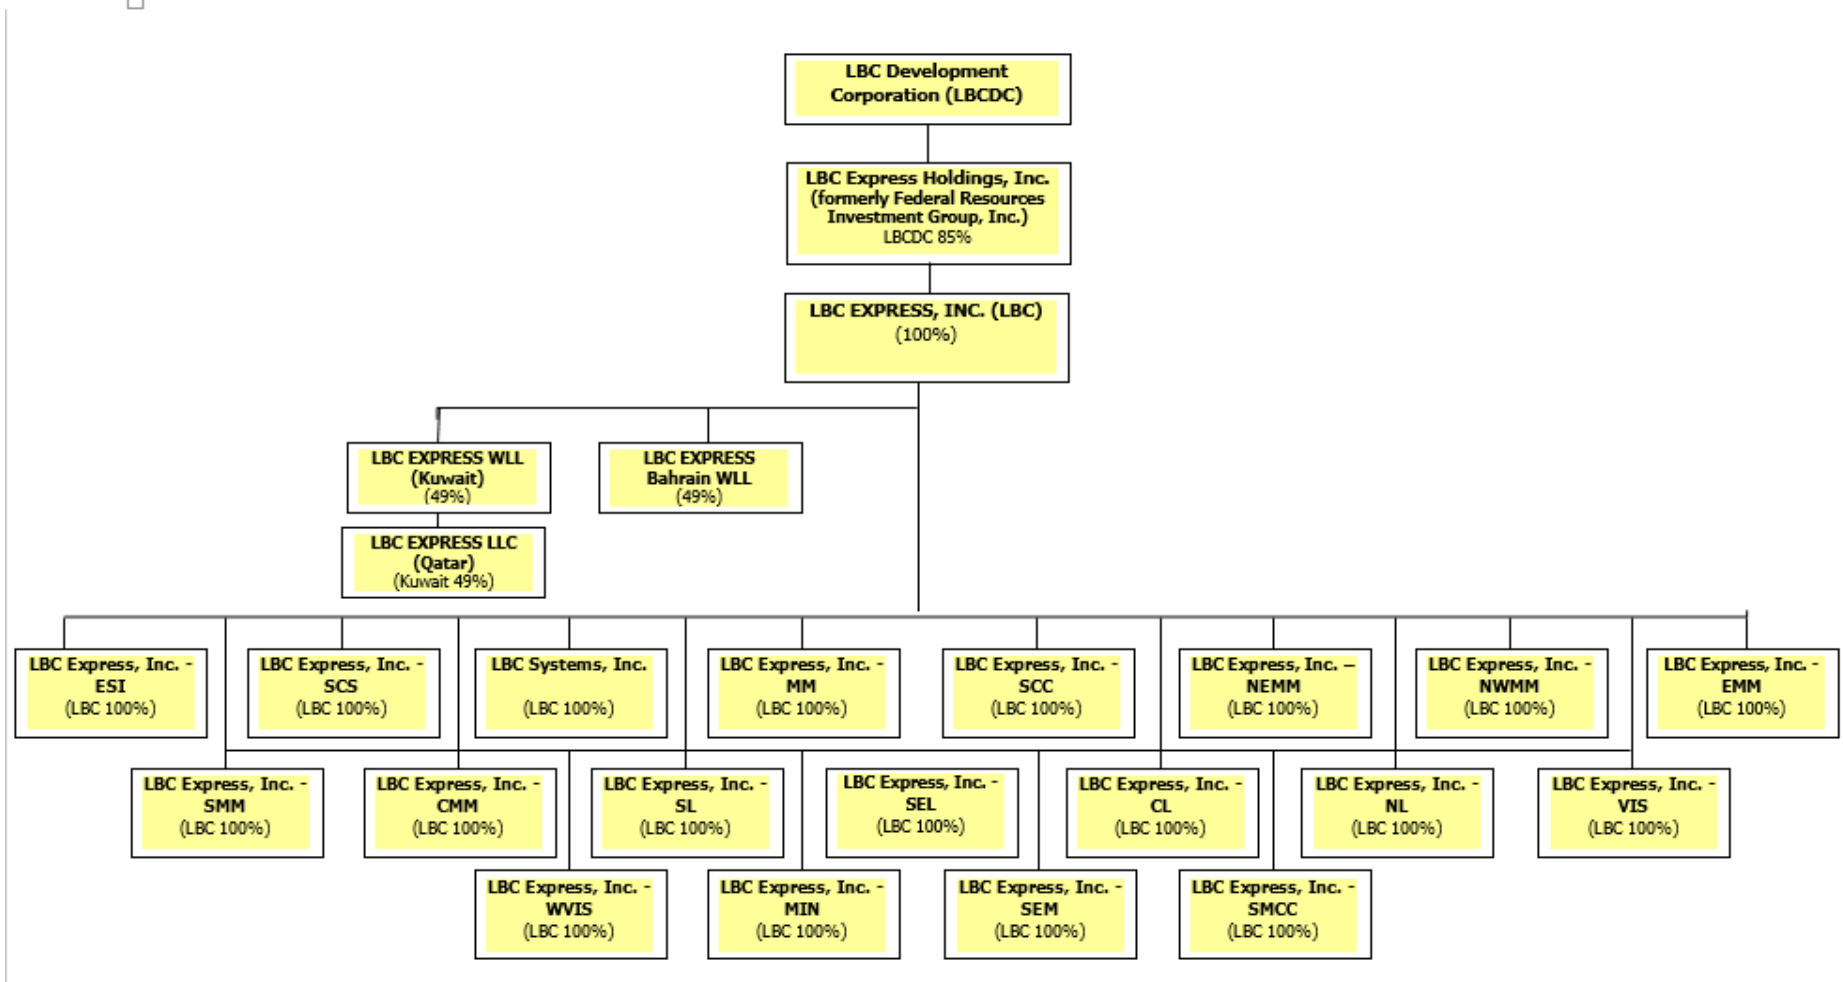 LBC Development
Corporation (LBCDC)
LBC Express Holdings, Inc.
(formerly Federal Resources
Investment Group, Inc.)
LBCDC 85%
LBC EXPRESS, INC. (LBC)
(100%)
LBC EXPRESS WLL
(Kuwait)
(49%)
LBC EXPRESS
Bahrain WLL
(49%)
LBC EXPRESS LLC
(Qatar)
(Kuwait 49%)
LBC Express, Inc. -
ESI
(LBC 100%)
LBC Express, Inc. -
SCS
(LBC 100%)
LBC Systems, Inc.
(LBC 100%)
LBC Express, Inc. -
MM
(LBC 100%)
LBC Express, Inc. -
SCC
(LBC 100%)
LBC Express, Inc. –
NEMM
(LBC 100%)
LBC Express, Inc. -
NWMM
(LBC 100%)
LBC Express, Inc. -
EMM
(LBC 100%)
LBC Express, Inc. -
SMM
(LBC 100%)
LBC Express, Inc. -
CMM
(LBC 100%)
LBC Express, Inc. -
SL
(LBC 100%)
LBC Express, Inc. -
SEL
(LBC 100%)
LBC Express, Inc. -
CL
(LBC 100%)
LBC Express, Inc. -
NL
(LBC 100%)
LBC Express, Inc. -
VIS
(LBC 100%)
LBC Express, Inc. -
WVIS
(LBC 100%)
LBC Express, Inc. -
MIN
(LBC 100%)
LBC Express, Inc. -
SEM
(LBC 100%)
LBC Express, Inc. -
SMCC
(LBC 100%)